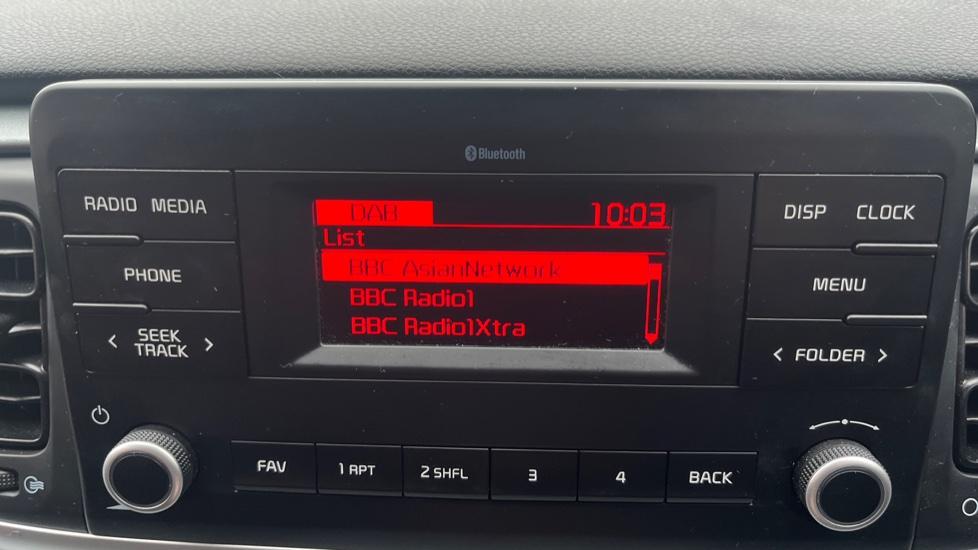 Bluetooth
RADIO MEDIA
PHONE
< SEEK TRACK >
DAB 10:03
List
BBC AsianNetwork
BBC Radio1
BBC Radio1Xtra
DISP CLOCK
MENU
< FOLDER >
FAV 1 RPT 2 SHFL 3 4 BACK